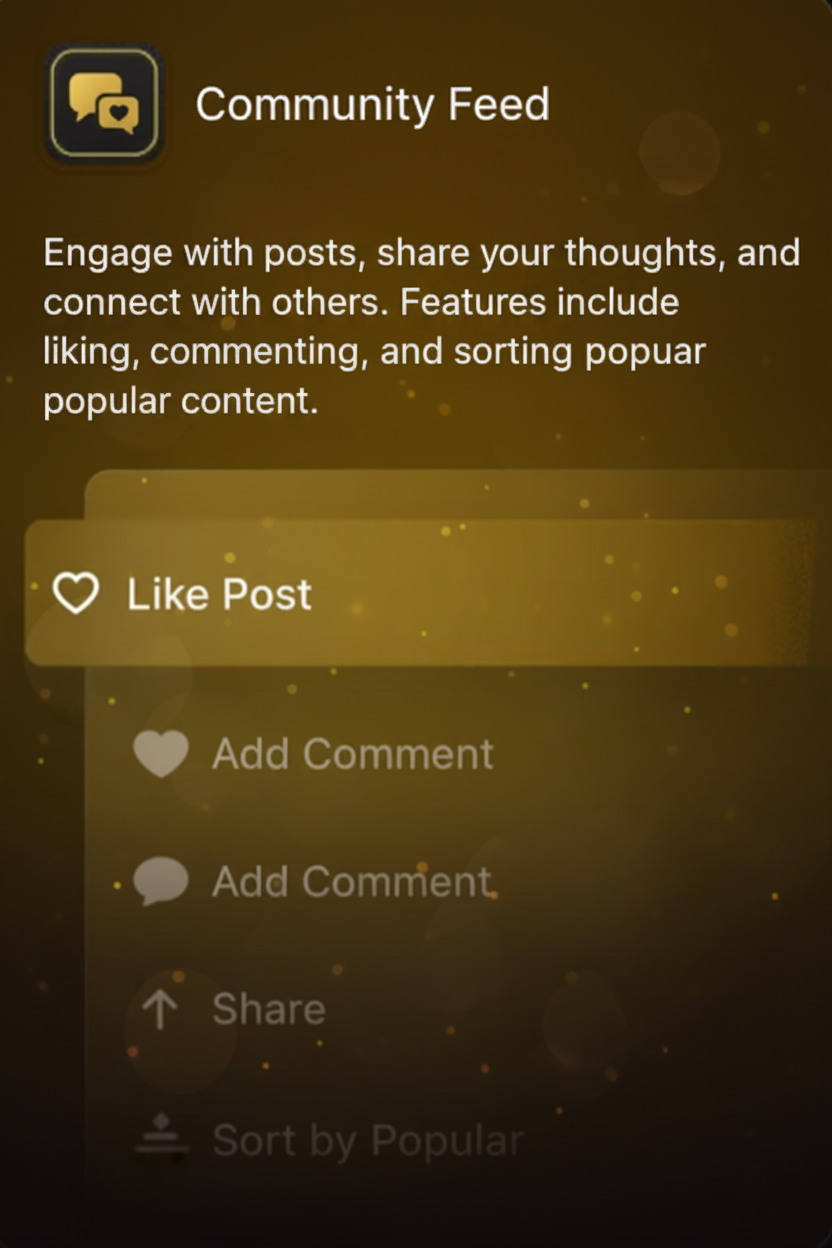 Community Feed
Engage with posts, share your thoughts, and
connect with others. Features include
liking, commenting, and sorting popuar
popular content.
Like Post
Add Comment
Add Comment
Share
Sort by Popular